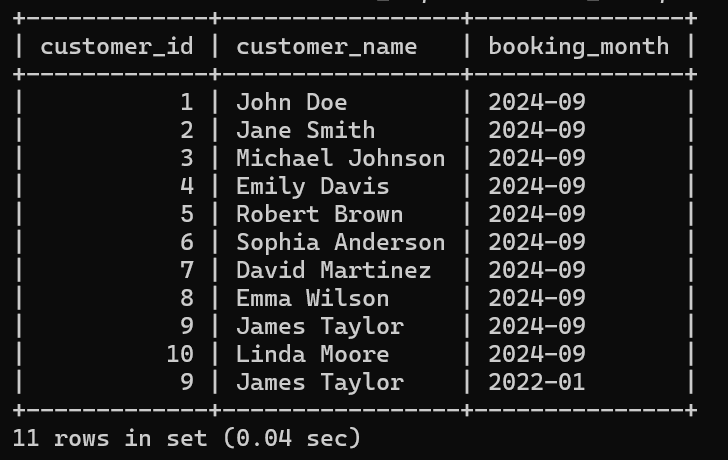 +-------------+-----------------+---------------+
| customer_id | customer_name   | booking_month |
+-------------+-----------------+---------------+
|           1 | John Doe        | 2024-09       |
|           2 | Jane Smith      | 2024-09       |
|           3 | Michael Johnson | 2024-09       |
|           4 | Emily Davis     | 2024-09       |
|           5 | Robert Brown    | 2024-09       |
|           6 | Sophia Anderson | 2024-09       |
|           7 | David Martinez  | 2024-09       |
|           8 | Emma Wilson     | 2024-09       |
|           9 | James Taylor    | 2024-09       |
|          10 | Linda Moore     | 2024-09       |
|           9 | James Taylor    | 2022-01       |
+-------------+-----------------+---------------+
11 rows in set (0.04 sec)